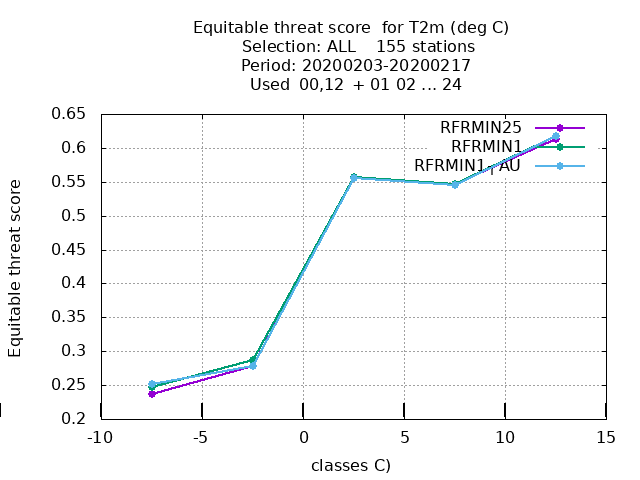 Equitable threat score for T2m (deg C)
Selection: ALL 155 stations
Period: 20200203-20200217
Used 00,12 + 01 02 ... 24
RFRMIN25
RFRMIN1
RFRMIN1+AU
0.65
0.6
0.55
0.5
0.45
0.4
0.35
0.3
0.25
0.2
Equitable threat score
-10
-5
0
5
10
15
classes C)